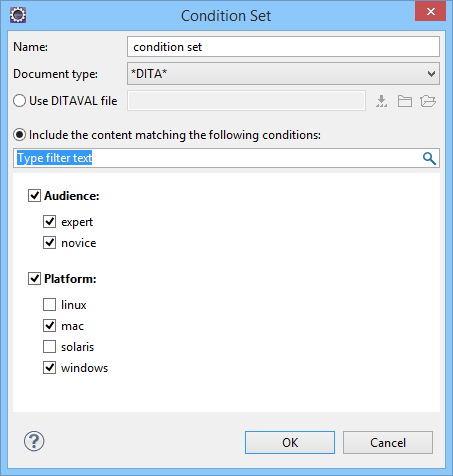 Condition Set
Name: condition set
Document type: *DITA*
Use DITAVAL file
Include the content matching the following conditions:
Type filter text
Audience:
expert
novice
Platform:
linux
mac
solaris
windows
OK Cancel